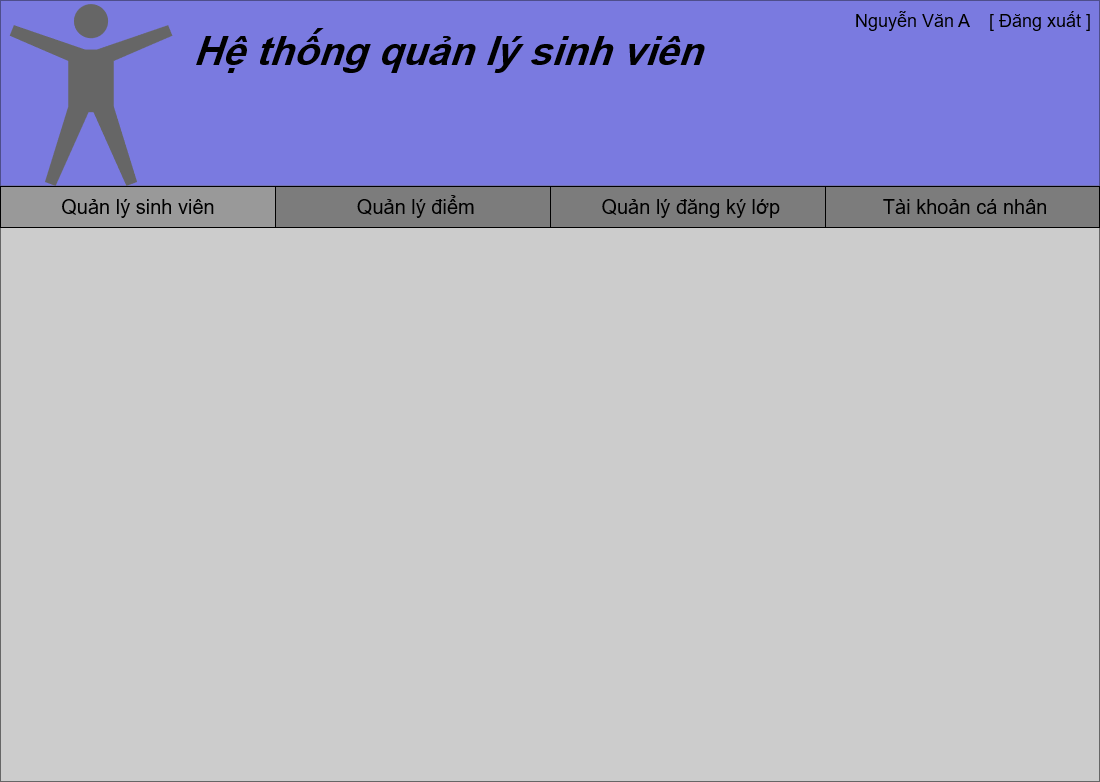 Nguyễn Văn A [ Đăng xuất ]
Hệ thống quản lý sinh viên
Quản lý sinh viên
Quản lý điểm
Quản lý đăng ký lớp
Tài khoản cá nhân